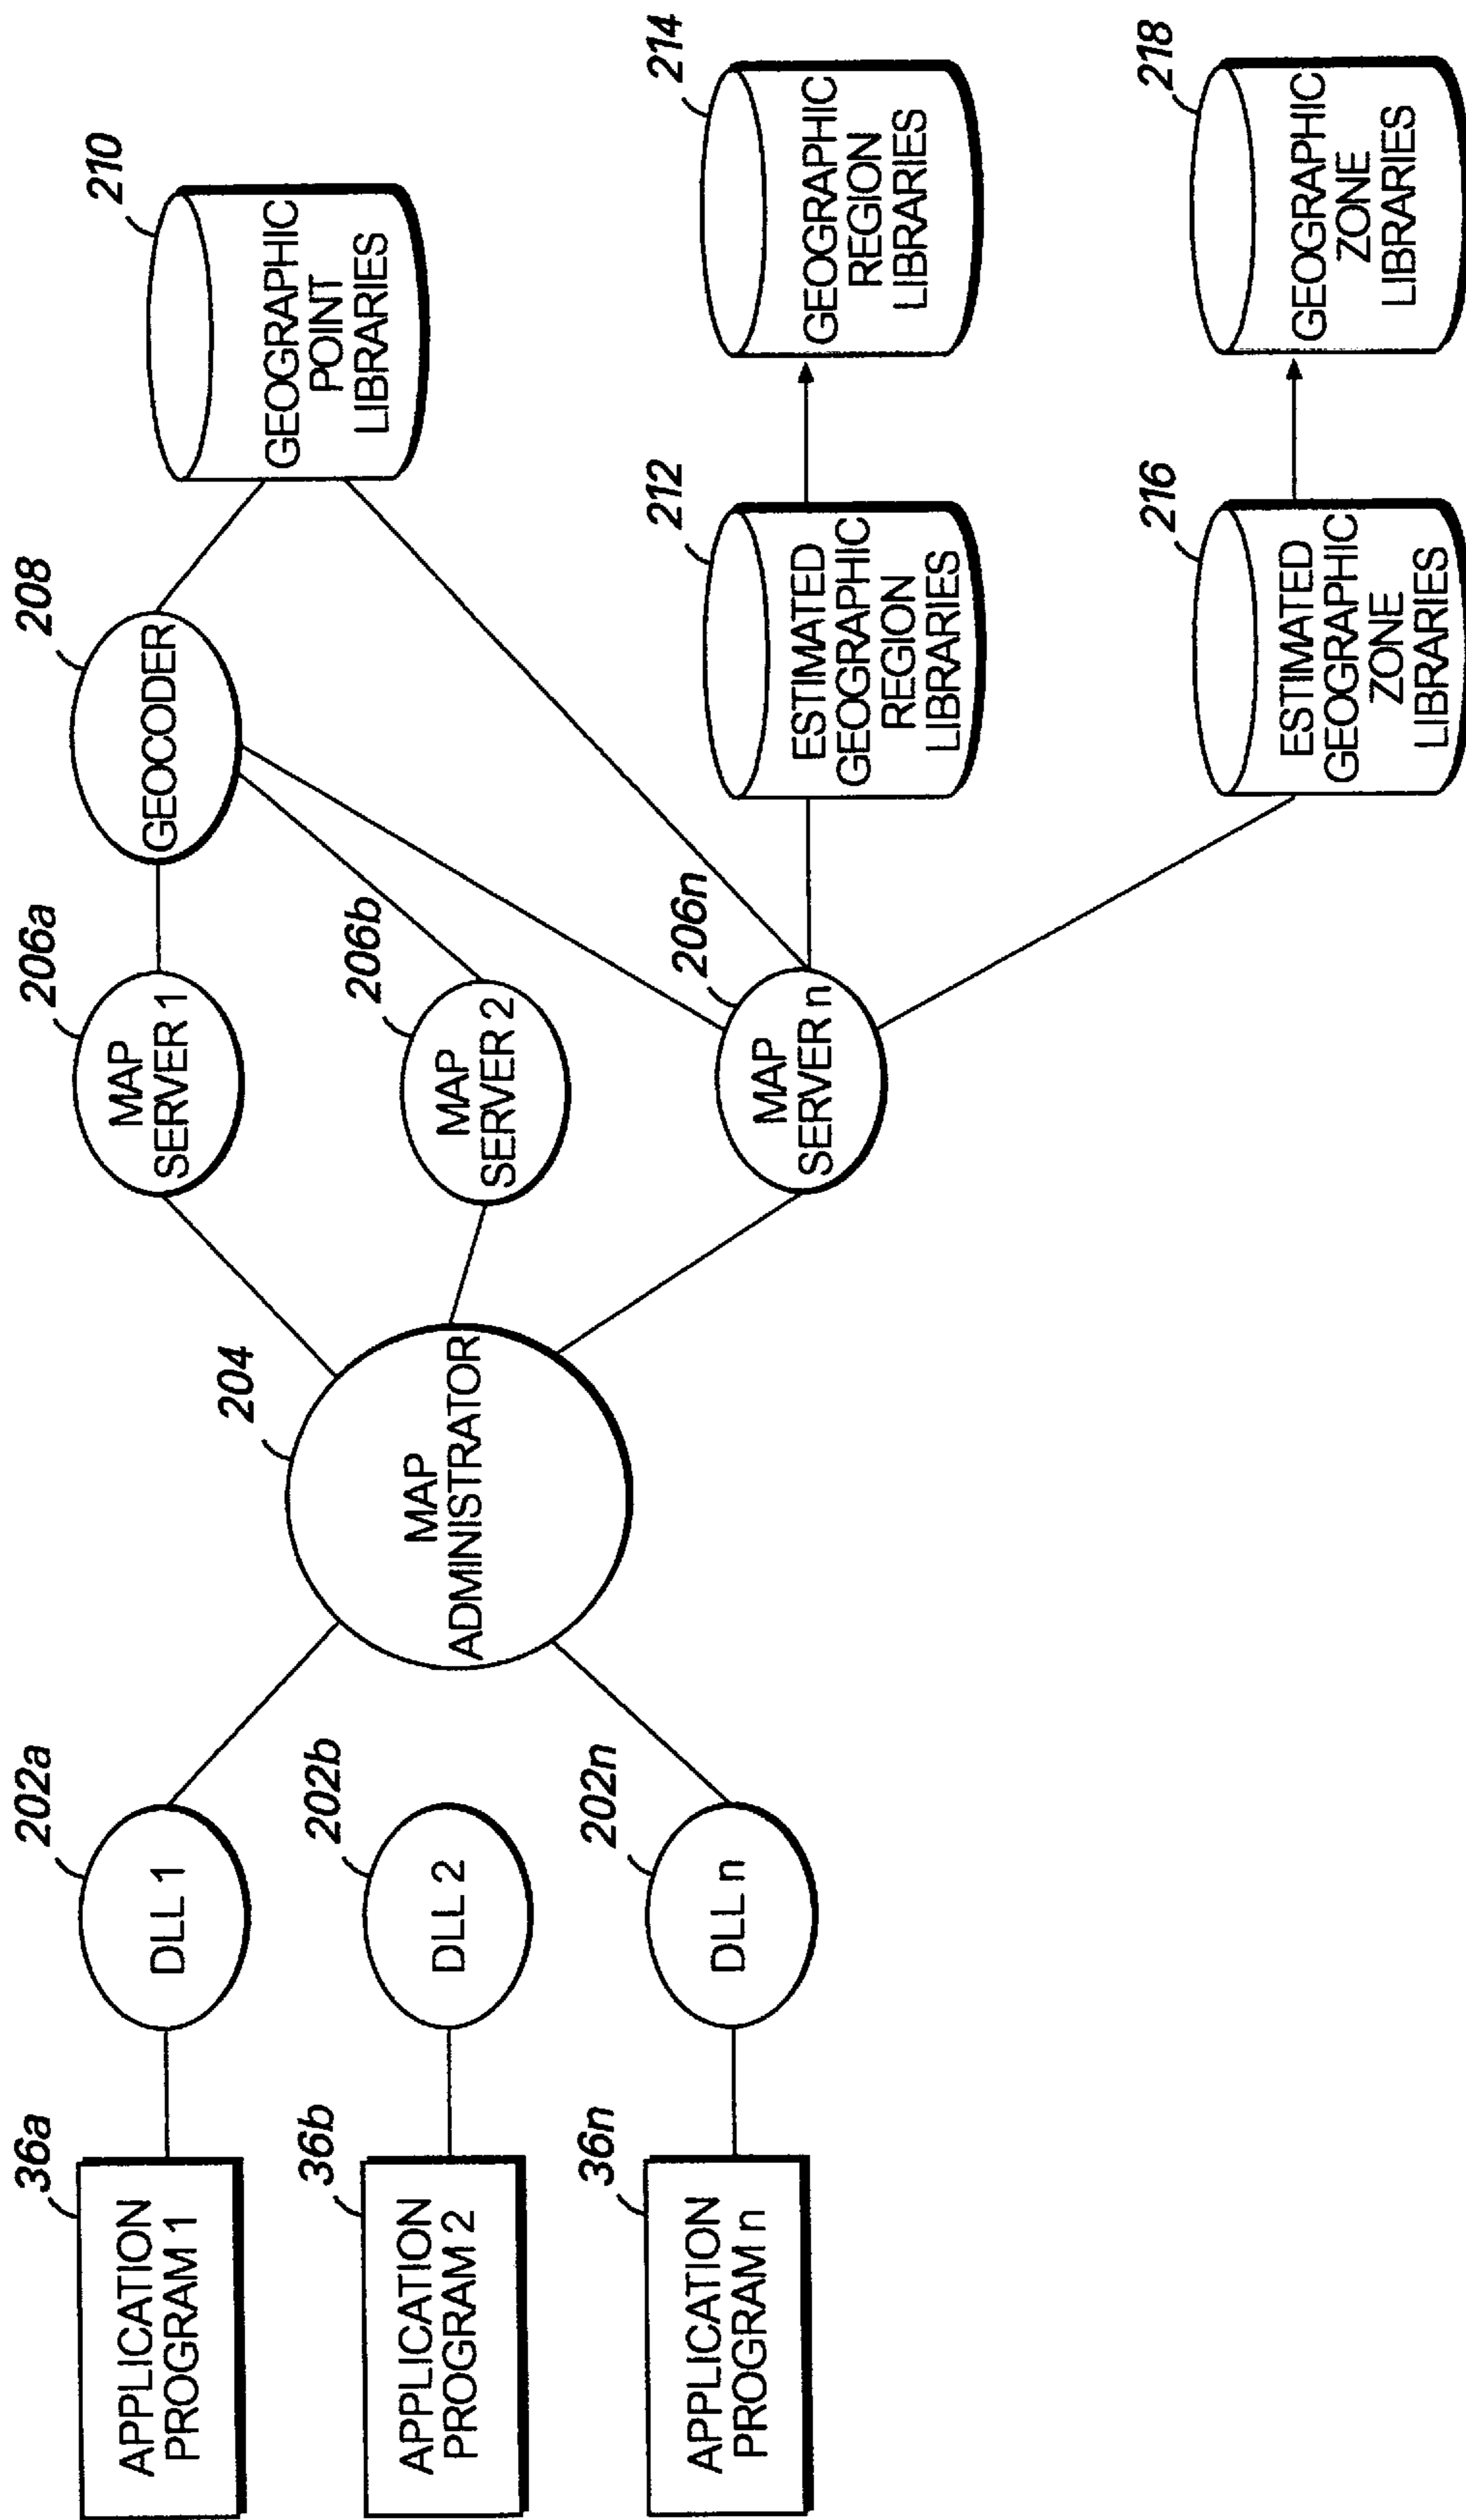 36a
APPLICATION
PROGRAM 1
36b
APPLICATION
PROGRAM 2
36n
APPLICATION
PROGRAM n
202a
DLL 1
202b
DLL 2
202n
DLL n
204
MAP
ADMINISTRATOR
206a
MAP
SERVER 1
206b
MAP
SERVER 2
206n
MAP
SERVER n
208
GEOCODER
210
GEOGRAPHIC
POINT
LIBRARIES
212
ESTIMATED
GEOGRAPHIC
REGION
LIBRARIES
214
GEOGRAPHIC
REGION
LIBRARIES
216
ESTIMATED
GEOGRAPHIC
ZONE
LIBRARIES
218
GEOGRAPHIC
ZONE
LIBRARIES